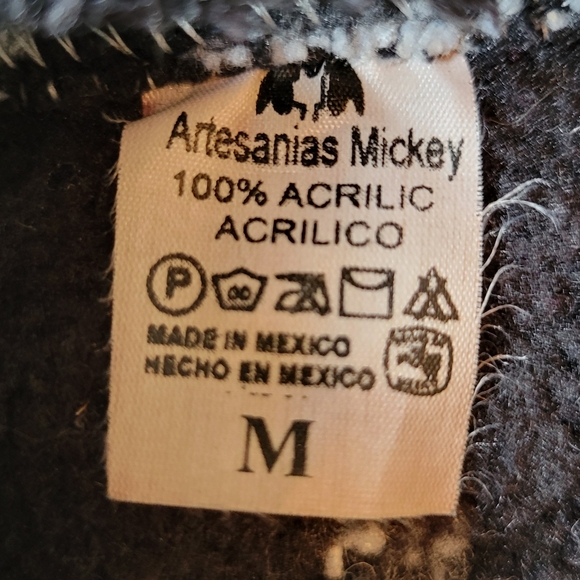 Artesanias Mickey
100% ACRILIC
ACRILICO
P
MADE IN MEXICO
HECHO EN MEXICO
M